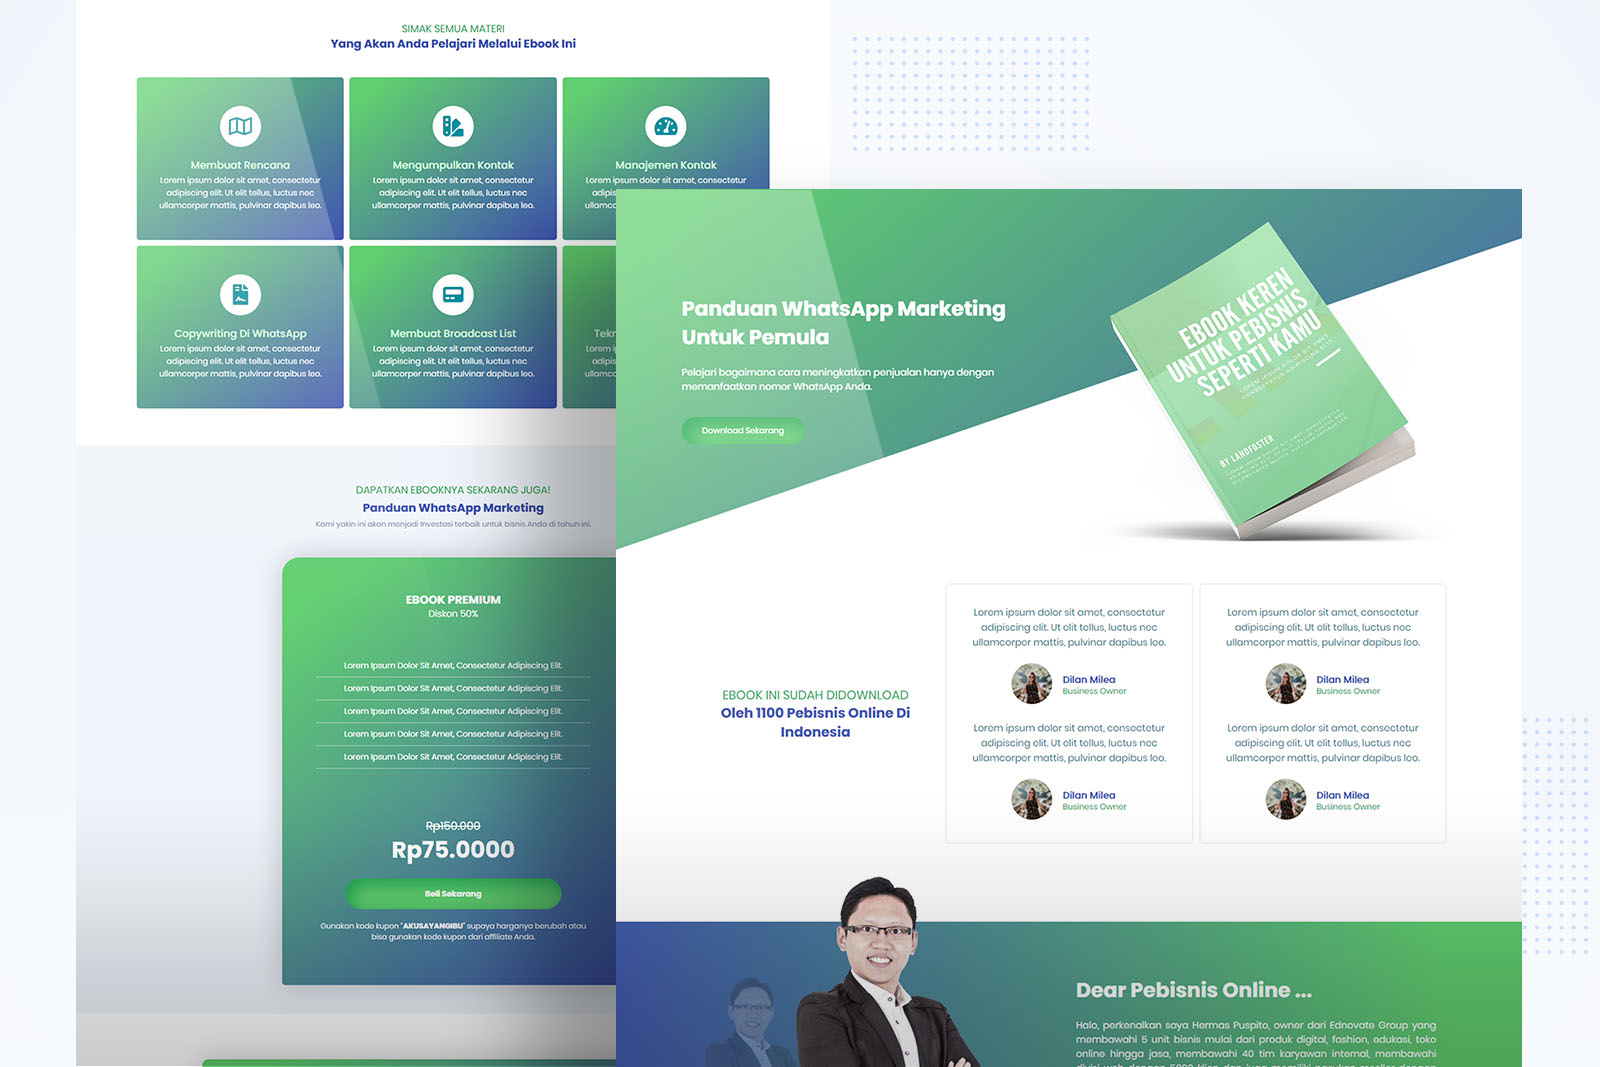 SIMAK SEMUA MATERI
Yang Akan Anda Pelajari Melalui Ebook Ini
Membuat Rencana
Lorem ipsum dolor sit amet, consectetur
adipiscing elit. Ut elit tellus, luctus nec
ullamcorper mattis, pulvinar dapibus leo.
Mengumpulkan Kontak
Lorem ipsum dolor sit amet, consectetur
adipiscing elit. Ut elit tellus, luctus nec
ullamcorper mattis, pulvinar dapibus leo.
Manajemen Kontak
Lorem ipsum dolor sit amet, consectetur
Copywriting Di WhatsApp
Lorem ipsum dolor sit amet, consectetur
adipiscing elit. Ut elit tellus, luctus nec
ullamcorper mattis, pulvinar dapibus leo.
Membuat Broadcast List
Lorem ipsum dolor sit amet, consectetur
adipiscing elit. Ut elit tellus, luctus nec
ullamcorper mattis, pulvinar dapibus leo.
DAPATKAN EBOOKNYA SEKARANG JUGA!
Panduan WhatsApp Marketing
Kami yakin ini akan menjadi Investasi terbaik untuk bisnis Anda di tahun ini.
EBOOK PREMIUM
Diskon 50%
Lorem Ipsum Dolor Sit Amet, Consectetur Adipiscing Elit.
Lorem Ipsum Dolor Sit Amet, Consectetur Adipiscing Elit.
Lorem Ipsum Dolor Sit Amet, Consectetur Adipiscing Elit.
Lorem Ipsum Dolor Sit Amet, Consectetur Adipiscing Elit.
Lorem Ipsum Dolor Sit Amet, Consectetur Adipiscing Elit.
Rp150.000
Rp75.0000
Beli Sekarang
Gunakan kode kupon "AKUSAYANGIBU" supaya harganya berubah atau
bisa gunakan kode kupon dari affiliate Anda.
Panduan WhatsApp Marketing
Untuk Pemula
Pelajari bagaimana cara meningkatkan penjualan hanya dengan
memanfaatkan nomor WhatsApp Anda.
Download Sekarang
EBOOK KEREN
UNTUK PEBISNIS
SEPERTI KAMU
LOREM IPSUM DOLOR SIT AMET,
CONSECTETUR ADIPISCING ELIT.
BY LANOFOSTER
EBOOK INI SUDAH DIDOWNLOAD
Oleh 1100 Pebisnis Online Di
Indonesia
Lorem ipsum dolor sit amet, consectetur
adipiscing elit. Ut elit tellus, luctus nec
ullamcorper mattis, pulvinar dapibus leo.
Dilan Milea
Business Owner
Lorem ipsum dolor sit amet, consectetur
adipiscing elit. Ut elit tellus, luctus nec
ullamcorper mattis, pulvinar dapibus leo.
Dilan Milea
Business Owner
Lorem ipsum dolor sit amet, consectetur
adipiscing elit. Ut elit tellus, luctus nec
ullamcorper mattis, pulvinar dapibus leo.
Dilan Milea
Business Owner
Lorem ipsum dolor sit amet, consectetur
adipiscing elit. Ut elit tellus, luctus nec
ullamcorper mattis, pulvinar dapibus leo.
Dilan Milea
Business Owner
Dear Pebisnis Online ...
Halo, perkenalkan saya Hermas Puspito, owner dari Ednovate Group yang
membawahi 5 unit bisnis mulai dari produk digital, fashion, edukasi, toko
online hingga jasa, membawahi 40 tim karyawan internal, membawahi